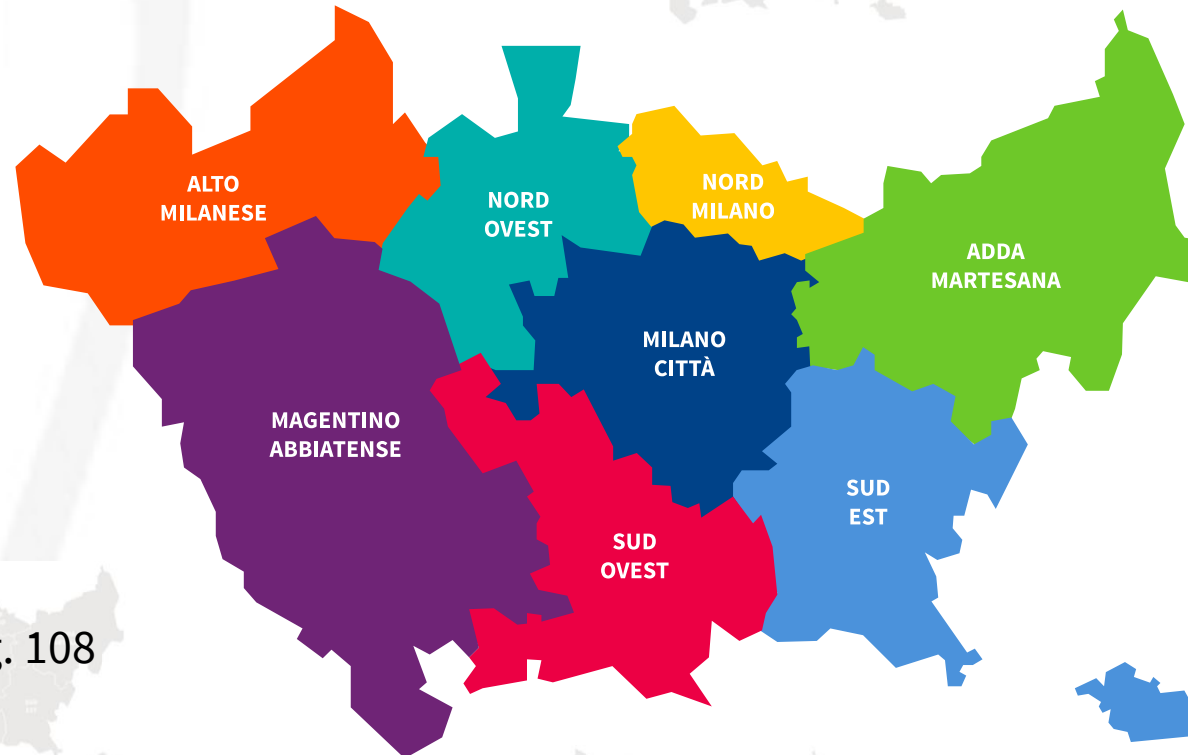 ALTO
MILANESE
NORD
OVEST
NORD
MILANO
ADDA
MARTESANA
MILANO
CITTÀ
MAGENTINO
ABBIATENSE
SUD
EST
SUD
OVEST
. 108